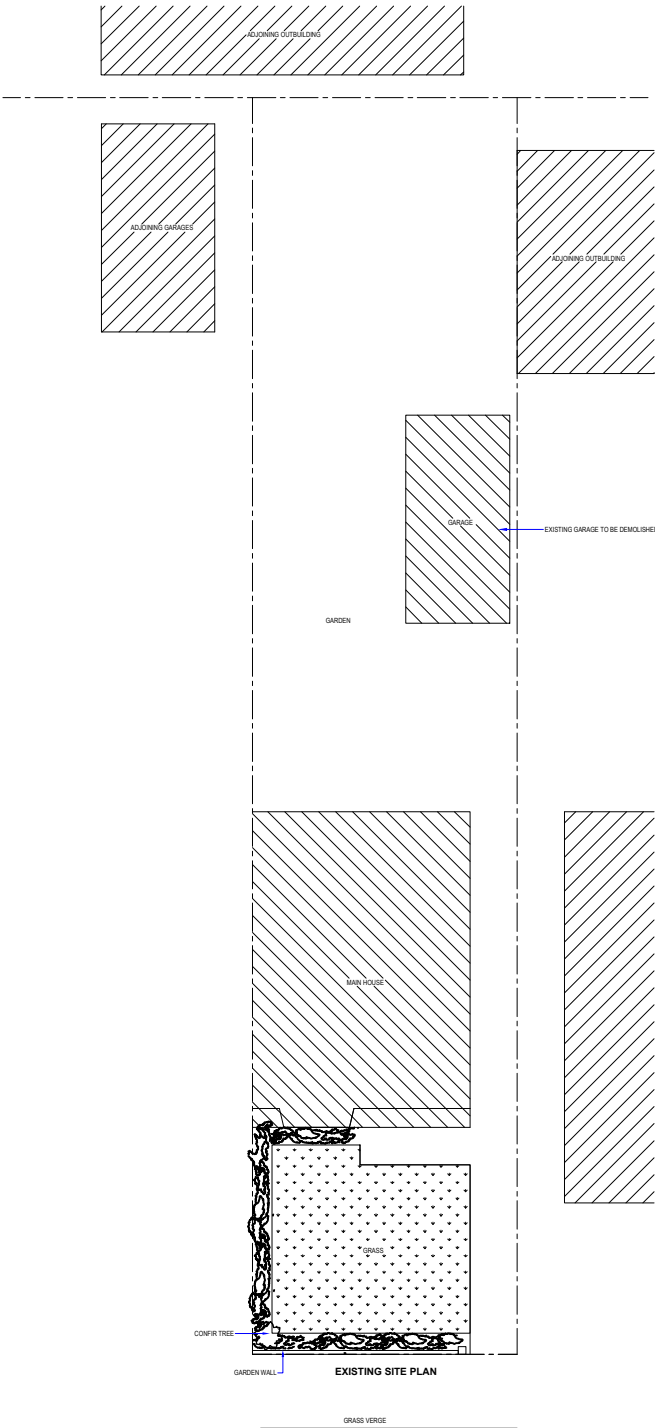 ADJOINING OUTBUILDING
ADJOINING GARAGES
ADJOINING OUTBUILDING
GARAGE
EXISTING GARAGE TO BE DEMOLISHE
GARDEN
MAIN HOUSE
GRASS
CONFIR TREE
GARDEN WALL
EXISTING SITE PLAN
GRASS VERGE